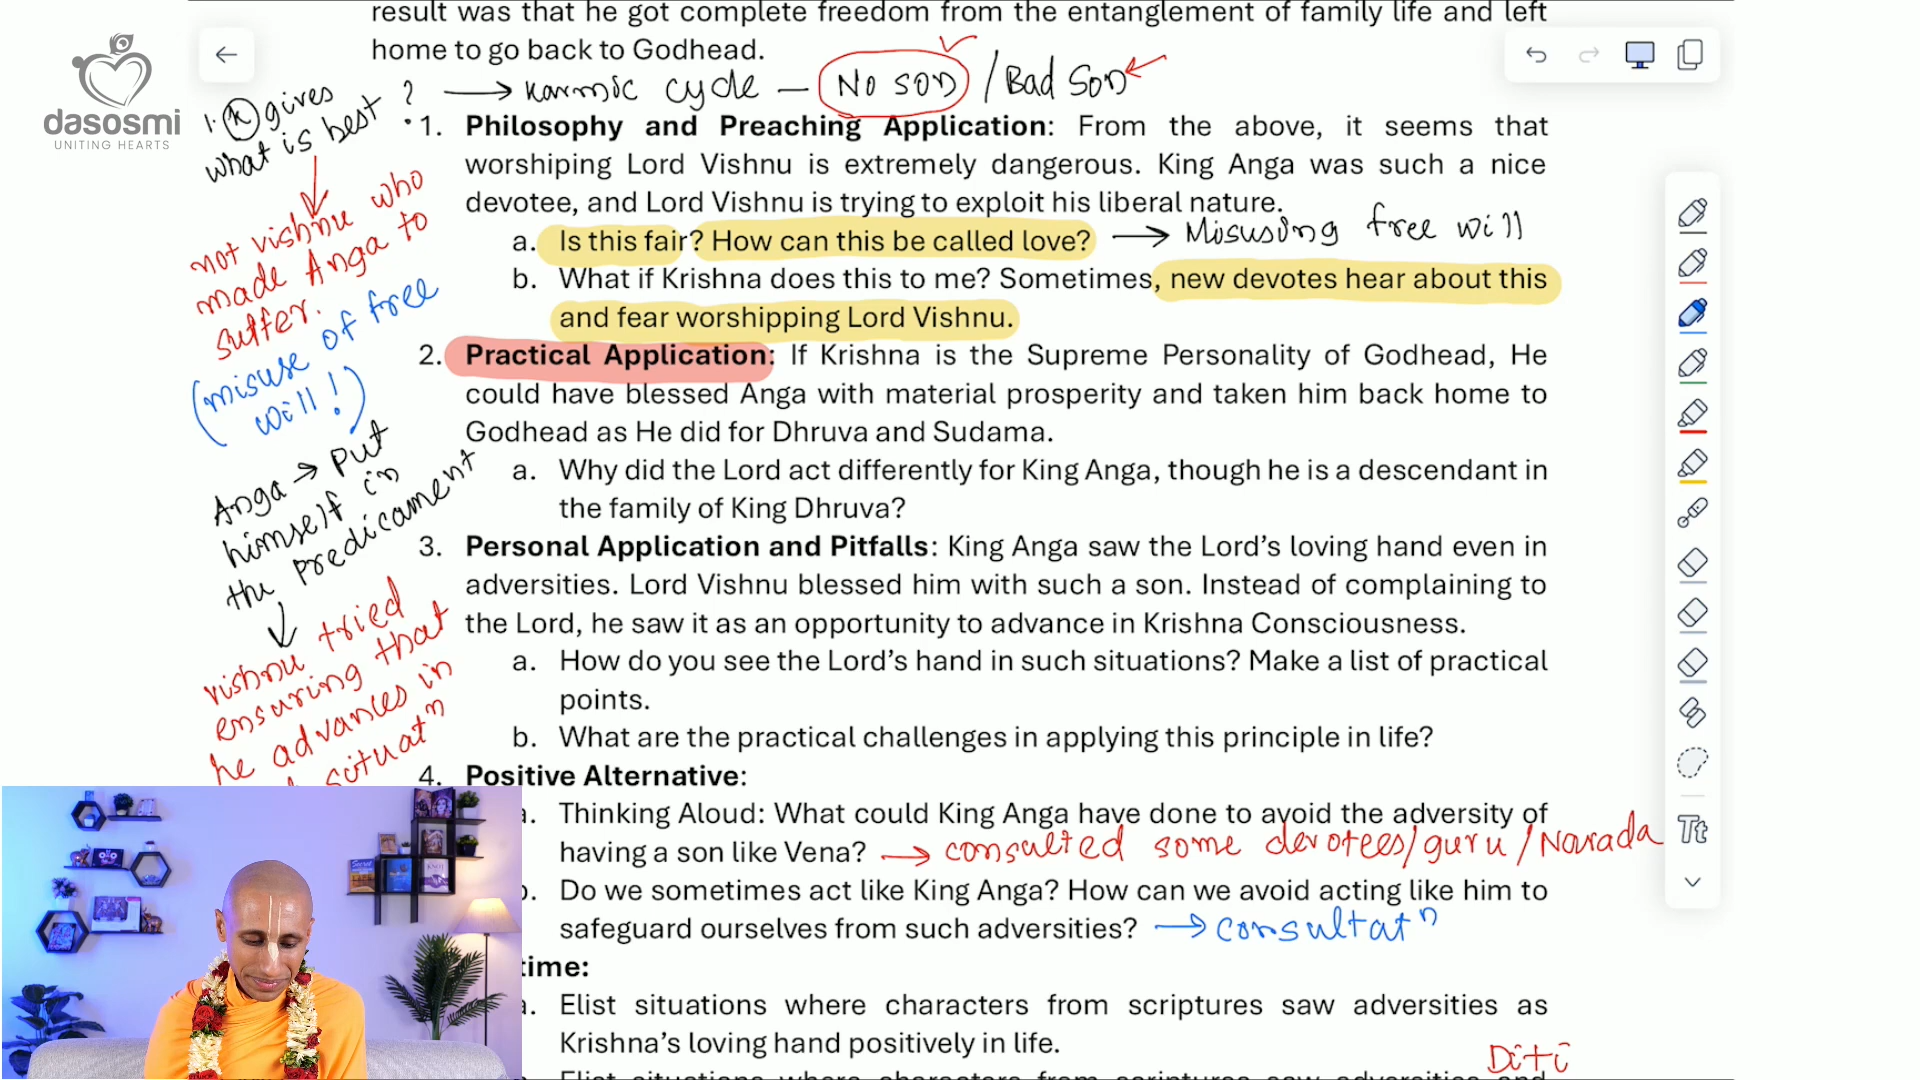 result was that he got complete freedom from the entanglement of family life and left
home to go back to Godhead.
dasosmi
UNITING HEARTS
? → Karmic cycle – No son / Bad Son
1. K gives
what is best
not vishnu who
made Anga to
suffer.
(misuse of free
will!)
Anga → Put
himself in
the predicament
vishnu tried
ensuring that
he advances in
situatn
1. Philosophy and Preaching Application: From the above, it seems that
worshiping Lord Vishnu is extremely dangerous. King Anga was such a nice
devotee, and Lord Vishnu is trying to exploit his liberal nature.
a. Is this fair? How can this be called love? → Misusing free will
b. What if Krishna does this to me? Sometimes, new devotes hear about this
and fear worshipping Lord Vishnu.
2. Practical Application: If Krishna is the Supreme Personality of Godhead, He
could have blessed Anga with material prosperity and taken him back home to
Godhead as He did for Dhruva and Sudama.
a. Why did the Lord act differently for King Anga, though he is a descendant in
the family of King Dhruva?
3. Personal Application and Pitfalls: King Anga saw the Lord’s loving hand even in
adversities. Lord Vishnu blessed him with such a son. Instead of complaining to
the Lord, he saw it as an opportunity to advance in Krishna Consciousness.
a. How do you see the Lord’s hand in such situations? Make a list of practical
points.
b. What are the practical challenges in applying this principle in life?
4. Positive Alternative:
Thinking Aloud: What could King Anga have done to avoid the adversity of
having a son like Vena? → consulted some devotees/guru/Narada
Do we sometimes act like King Anga? How can we avoid acting like him to
safeguard ourselves from such adversities? → consultatn
time:
Elist situations where characters from scriptures saw adversities as
Krishna’s loving hand positively in life.
Diti
Elist situations where characters from scriptures saw adversities and
Tt